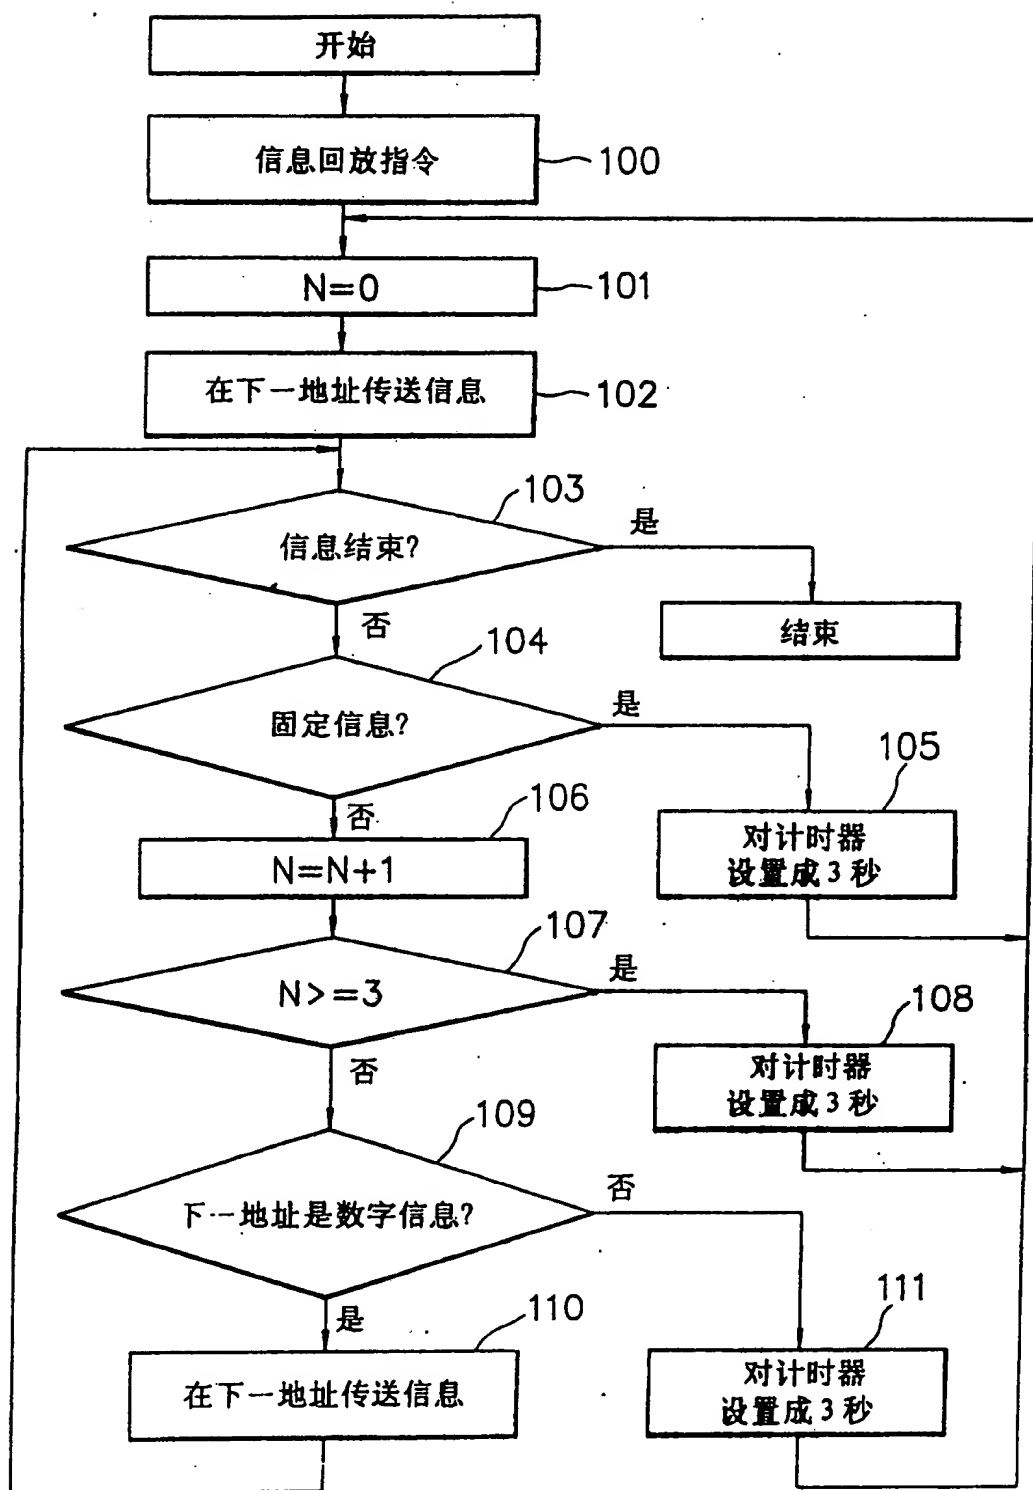 开始
信息回放指令
100
N=0
101
在下一地址传送信息
102
103
信息结束?
是
否
结束
104
固定信息?
是
否
105
对计时器
设置成3秒
106
N=N+1
107
N>=3
是
否
108
对计时器
设置成3秒
109
下一地址是数字信息?
否
是
110
在下一地址传送信息
111
对计时器
设置成3秒